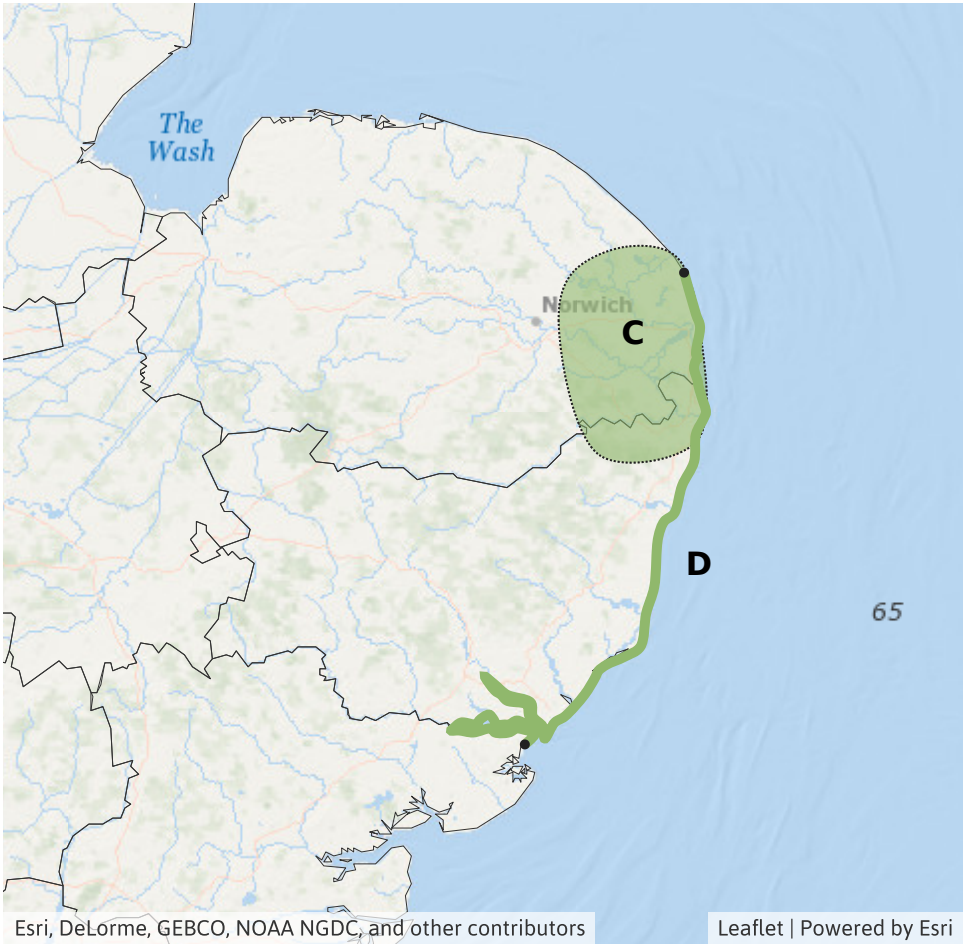 The
Wash
Norwich
C
D
65
Esri, DeLorme, GEBCO, NOAA NGDC, and other contributors
Leaflet | Powered by Esri